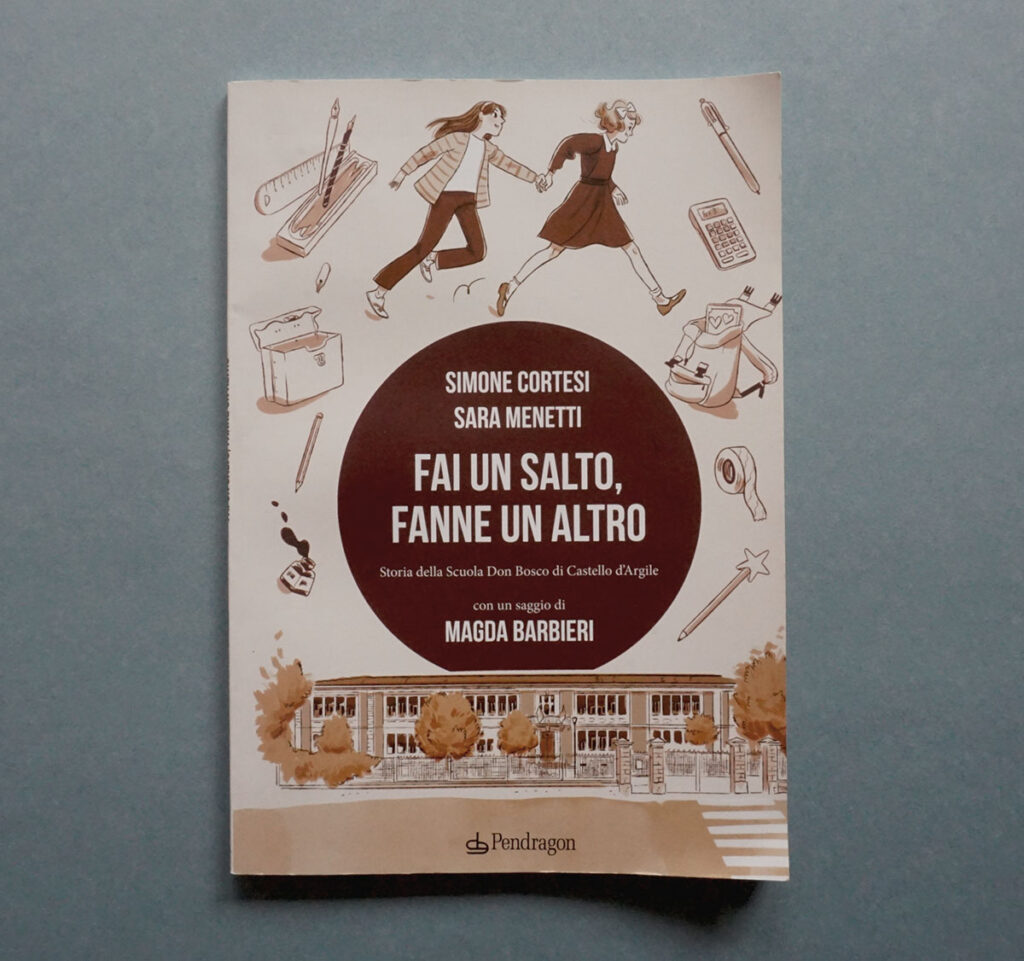 SIMONE CORTESI
SARA MENETTI
FAI UN SALTO,
FANNE UN ALTRO
Storia della Scuola Don Bosco di Castello d'Argile
con un saggio di
MAGDA BARBIERI
Pendragon